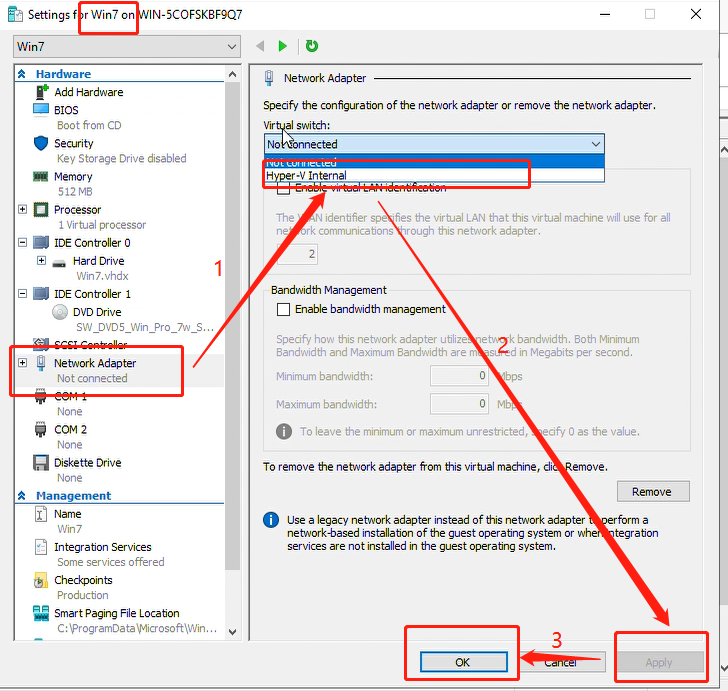 Settings for Win7 on WIN-5COFSKBF9Q7
Win7
Hardware
Add Hardware
BIOS
Boot from CD
Security
Key Storage Drive disabled
Memory
512 MB
Processor
1 Virtual processor
IDE Controller 0
Hard Drive
Win7.vhdx
IDE Controller 1
DVD Drive
SW_DVD5_Win_Pro_7w_S...
SCSI Controller
Network Adapter
Not connected
COM 1
None
COM 2
None
Diskette Drive
None
Management
Name
Win7
Integration Services
Some services offered
Checkpoints
Production
Smart Paging File Location
C:\ProgramData\Microsoft\Win...
Network Adapter
Specify the configuration of the network adapter or remove the network adapter.
Virtual switch:
Not connected
Not connected
Hyper-V Internal
Enable virtual LAN identification
The VLAN identifier specifies the virtual LAN that this virtual machine will use for all
network communications through this network adapter.
2
Bandwidth Management
Enable bandwidth management
Specify how this network adapter utilizes network bandwidth. Both Minimum
Bandwidth and Maximum Bandwidth are measured in Megabits per second.
Minimum bandwidth: 0 Mbps
Maximum bandwidth: 0 Mbps
To leave the minimum or maximum unrestricted, specify 0 as the value.
To remove the network adapter from this virtual machine, click Remove.
Remove
Use a legacy network adapter instead of this network adapter to perform a
network-based installation of the guest operating system or when integration
services are not installed in the guest operating system.
OK
Cancel
Apply
1
2
3